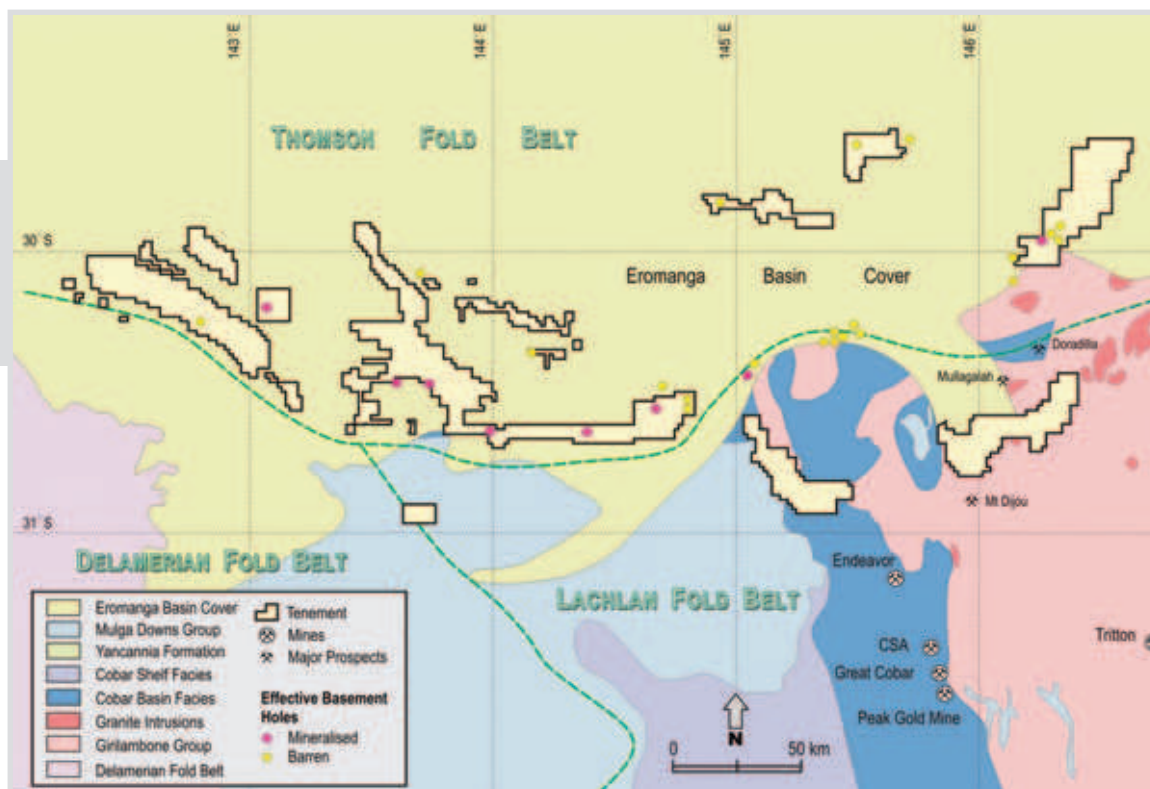 143° E
144° E
145° E
146° E
THOMSON FOLD BELT
30° S
Eromanga Basin Cover
Doradilla
Mullagalah
Mt Dijou
31° S
DELAMERIAN FOLD BELT
Endeavor
LACHLAN FOLD BELT
CSA
Tritton
Great Cobar
Peak Gold Mine
Eromanga Basin Cover
Mulga Downs Group
Yancannia Formation
Cobar Shelf Facies
Cobar Basin Facies
Granite Intrusions
Girilambone Group
Delamerian Fold Belt
Tenement
Mines
Major Prospects
Effective Basement
Holes
Mineralised
Barren
N
0 50 km